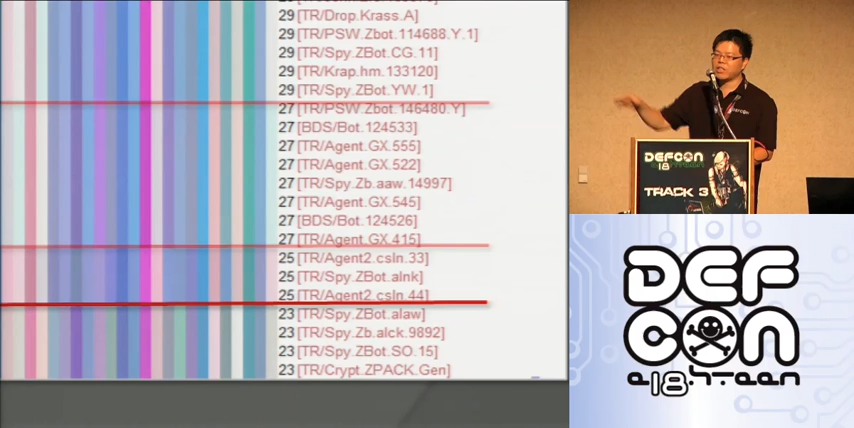 29 [TR/Drop.Krass.A]
29 [TR/PSW.Zbot.114688.Y.1]
29 [TR/Spy.ZBot.CG.11]
29 [TR/Krap.hm.133120]
29 [TR/Spy.ZBot.YW.1]
27 [TR/PSW.Zbot.146480.Y]
27 [BDS/Bot.124533]
27 [TR/Agent.GX.555]
27 [TR/Agent.GX.522]
27 [TR/Spy.Zb.aaw.14997]
27 [TR/Agent.GX.545]
27 [BDS/Bot.124526]
27 [TR/Agent.GX.415]
25 [TR/Agent2.csln.33]
25 [TR/Spy.ZBot.alnk]
25 [TR/Agent2.csln.44]
23 [TR/Spy.ZBot.alaw]
23 [TR/Spy.Zb.alck.9892]
23 [TR/Spy.ZBot.SO.15]
23 [TR/Crypt.ZPACK.Gen]
DEFCON
18
TRACK 3
DEF
CON
e18.h.teen